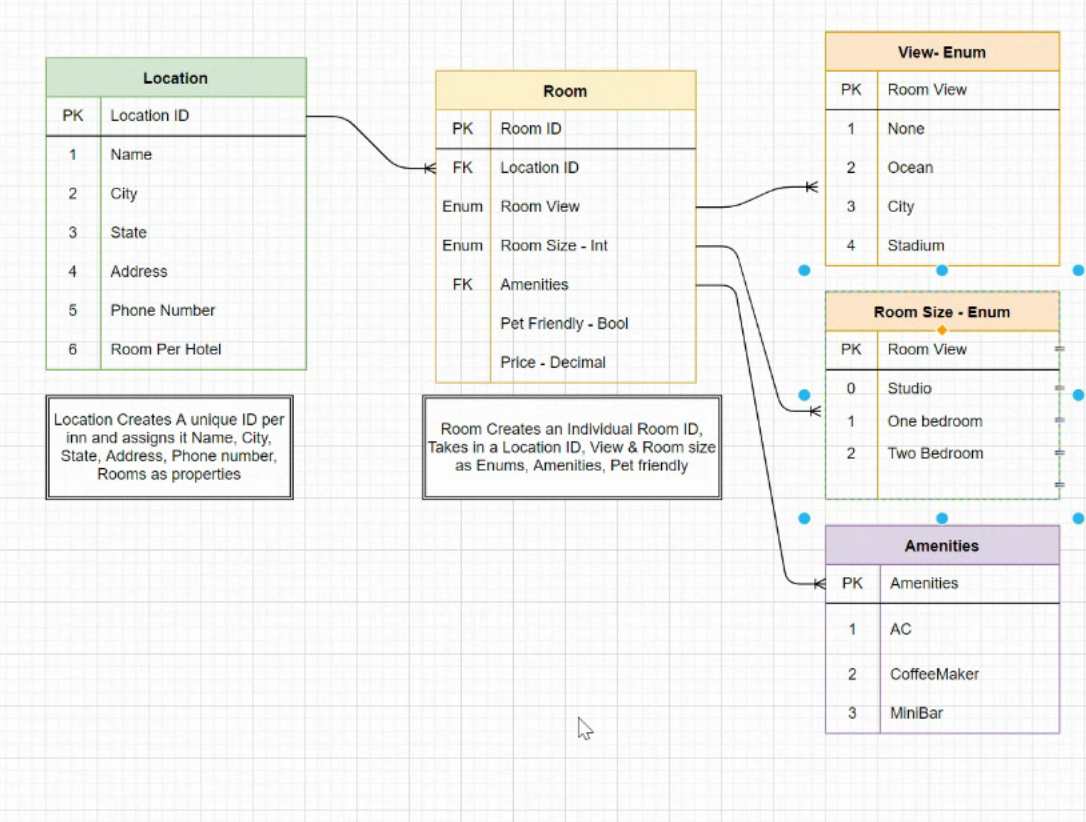 Location
PK Location ID
1 Name
2 City
3 State
4 Address
5 Phone Number
6 Room Per Hotel
Location Creates A unique ID per
inn and assigns it Name, City,
State, Address, Phone number,
Rooms as properties
Room
PK Room ID
FK Location ID
Enum Room View
Enum Room Size - Int
FK Amenities
Pet Friendly - Bool
Price - Decimal
Room Creates an Individual Room ID,
Takes in a Location ID, View & Room size
as Enums, Amenities, Pet friendly
View- Enum
PK Room View
1 None
2 Ocean
3 City
4 Stadium
Room Size - Enum
PK Room View
0 Studio
1 One bedroom
2 Two Bedroom
Amenities
PK Amenities
1 AC
2 CoffeeMaker
3 MiniBar